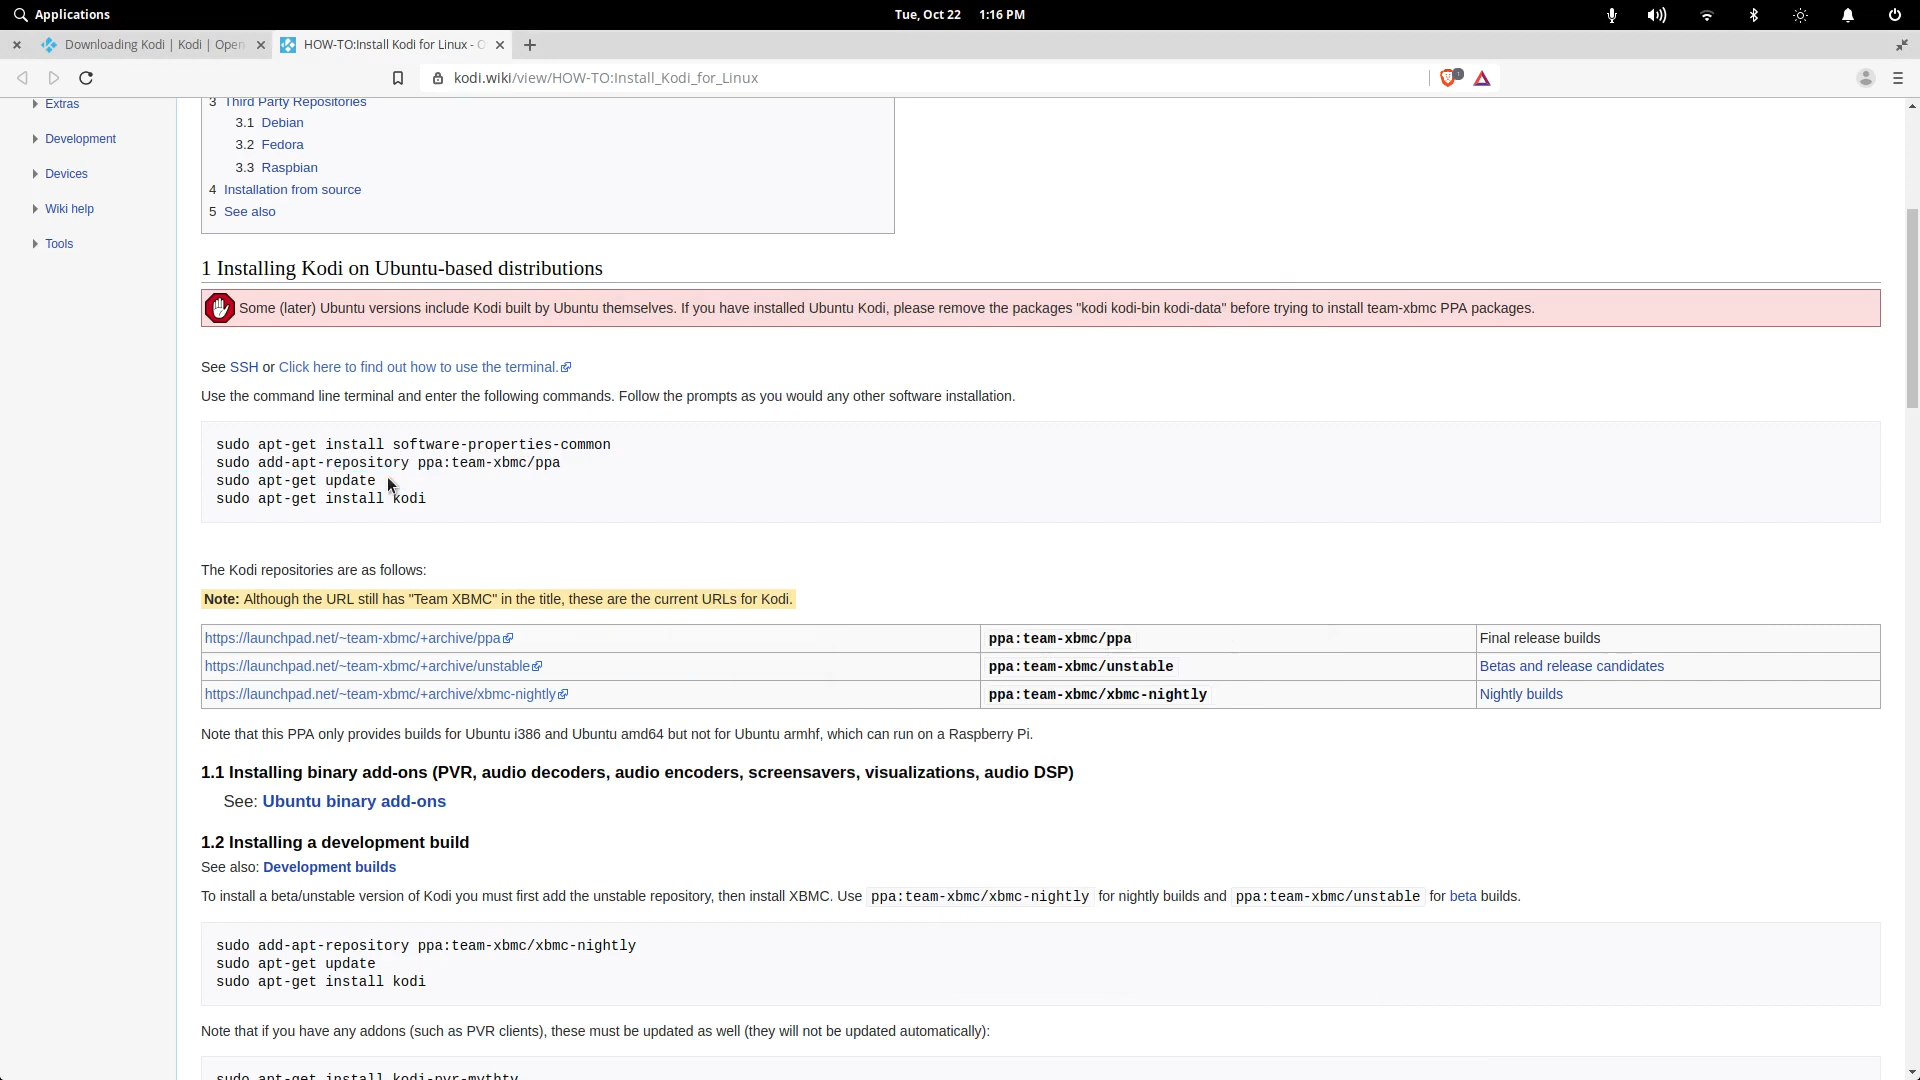 Applications
Tue, Oct 22 1:16 PM
Downloading Kodi | Kodi | Open
HOW-TO:Install Kodi for Linux - O
kodi.wiki/view/HOW-TO:Install_Kodi_for_Linux
1
Extras
Development
Devices
Wiki help
Tools
3 Third Party Repositories
3.1 Debian
3.2 Fedora
3.3 Raspbian
4 Installation from source
5 See also
1 Installing Kodi on Ubuntu-based distributions
Some (later) Ubuntu versions include Kodi built by Ubuntu themselves. If you have installed Ubuntu Kodi, please remove the packages "kodi kodi-bin kodi-data" before trying to install team-xbmc PPA packages.
See SSH or Click here to find out how to use the terminal.
Use the command line terminal and enter the following commands. Follow the prompts as you would any other software installation.
sudo apt-get install software-properties-common
sudo add-apt-repository ppa:team-xbmc/ppa
sudo apt-get update
sudo apt-get install kodi
The Kodi repositories are as follows:
Note: Although the URL still has "Team XBMC" in the title, these are the current URLs for Kodi.
https://launchpad.net/~team-xbmc/+archive/ppa ppa:team-xbmc/ppa Final release builds
https://launchpad.net/~team-xbmc/+archive/unstable ppa:team-xbmc/unstable Betas and release candidates
https://launchpad.net/~team-xbmc/+archive/xbmc-nightly ppa:team-xbmc/xbmc-nightly Nightly builds
Note that this PPA only provides builds for Ubuntu i386 and Ubuntu amd64 but not for Ubuntu armhf, which can run on a Raspberry Pi.
1.1 Installing binary add-ons (PVR, audio decoders, audio encoders, screensavers, visualizations, audio DSP)
See: Ubuntu binary add-ons
1.2 Installing a development build
See also: Development builds
To install a beta/unstable version of Kodi you must first add the unstable repository, then install XBMC. Use ppa:team-xbmc/xbmc-nightly for nightly builds and ppa:team-xbmc/unstable for beta builds.
sudo add-apt-repository ppa:team-xbmc/xbmc-nightly
sudo apt-get update
sudo apt-get install kodi
Note that if you have any addons (such as PVR clients), these must be updated as well (they will not be updated automatically):
sudo apt-get install kodi-pvr-mythtv